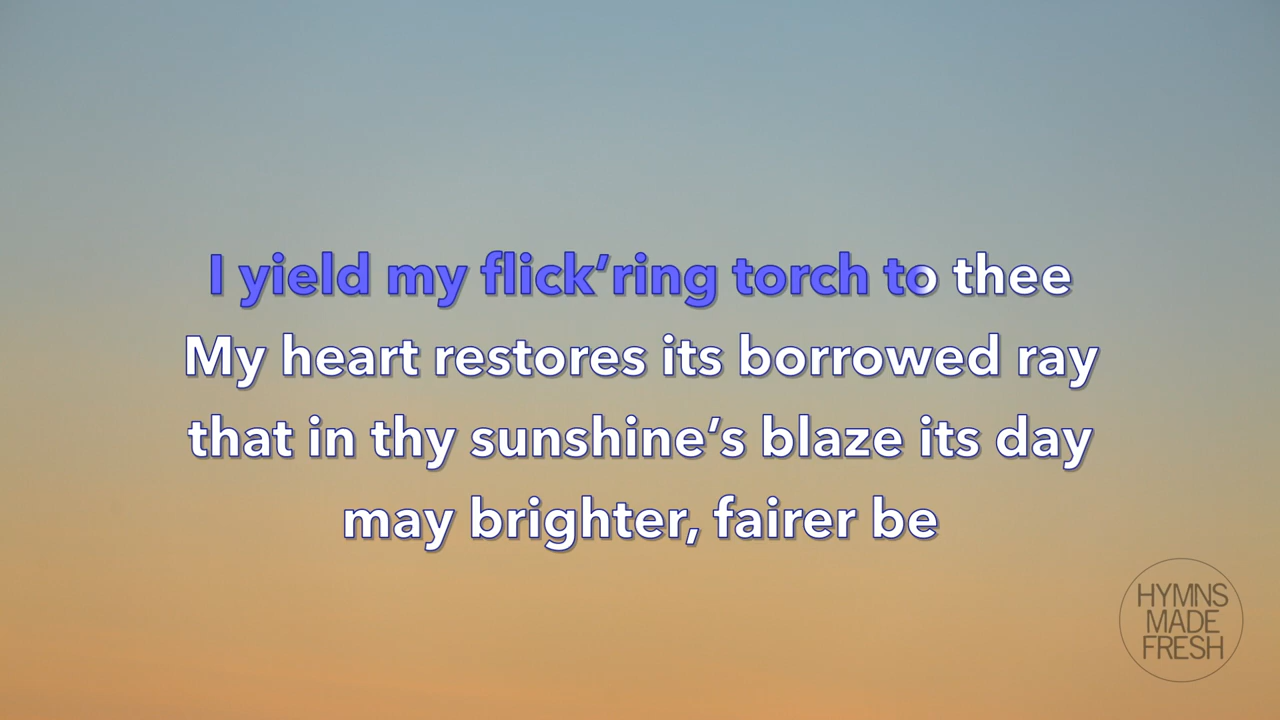 I yield my flick’ring torch to thee
My heart restores its borrowed ray
that in thy sunshine’s blaze its day
may brighter, fairer be
HYMNS
MADE
FRESH